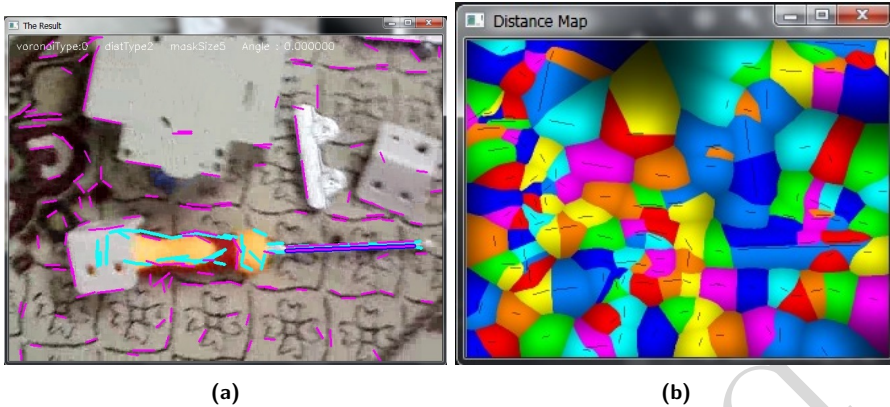 The Result
voronoiType:0 / distType2 maskSize5 Angle : 0.000000
Distance Map
(a)
(b)